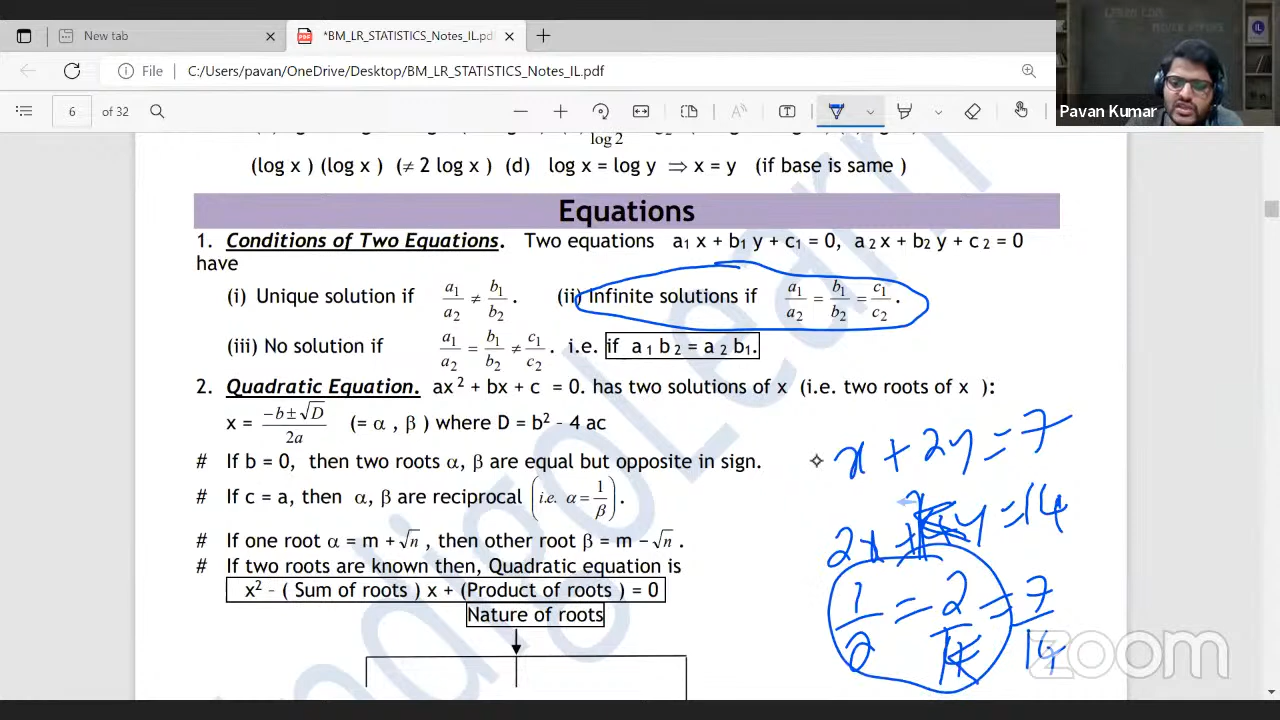 New tab
*BM_LR_STATISTICS_Notes_IL.pdf
File C:/Users/pavan/OneDrive/Desktop/BM_LR_STATISTICS_Notes_IL.pdf
6 of 32
Pavan Kumar
log 2
(log x ) (log x ) (≠ 2 log x ) (d) log x = log y ⇒ x = y (if base is same )
Equations
1. Conditions of Two Equations. Two equations a1 x + b1 y + c1 = 0, a2 x + b2 y + c2 = 0
have
(i) Unique solution if a1/a2 ≠ b1/b2 . (ii) Infinite solutions if a1/a2 = b1/b2 = c1/c2 .
(iii) No solution if a1/a2 = b1/b2 ≠ c1/c2 . i.e. if a1 b2 = a2 b1.
2. Quadratic Equation. ax² + bx + c = 0. has two solutions of x (i.e. two roots of x ):
x = (−b ± √D)/2a (= α , β ) where D = b² - 4 ac
# If b = 0, then two roots α, β are equal but opposite in sign.
# If c = a, then α, β are reciprocal (i.e. α = 1/β) .
# If one root α = m + √n , then other root β = m − √n .
# If two roots are known then, Quadratic equation is
x² - ( Sum of roots ) x + (Product of roots ) = 0
Nature of roots
x + 2y = 7
2x + y = 14
1/2 = 2/ = 7/14
IndigoLearn
zoom